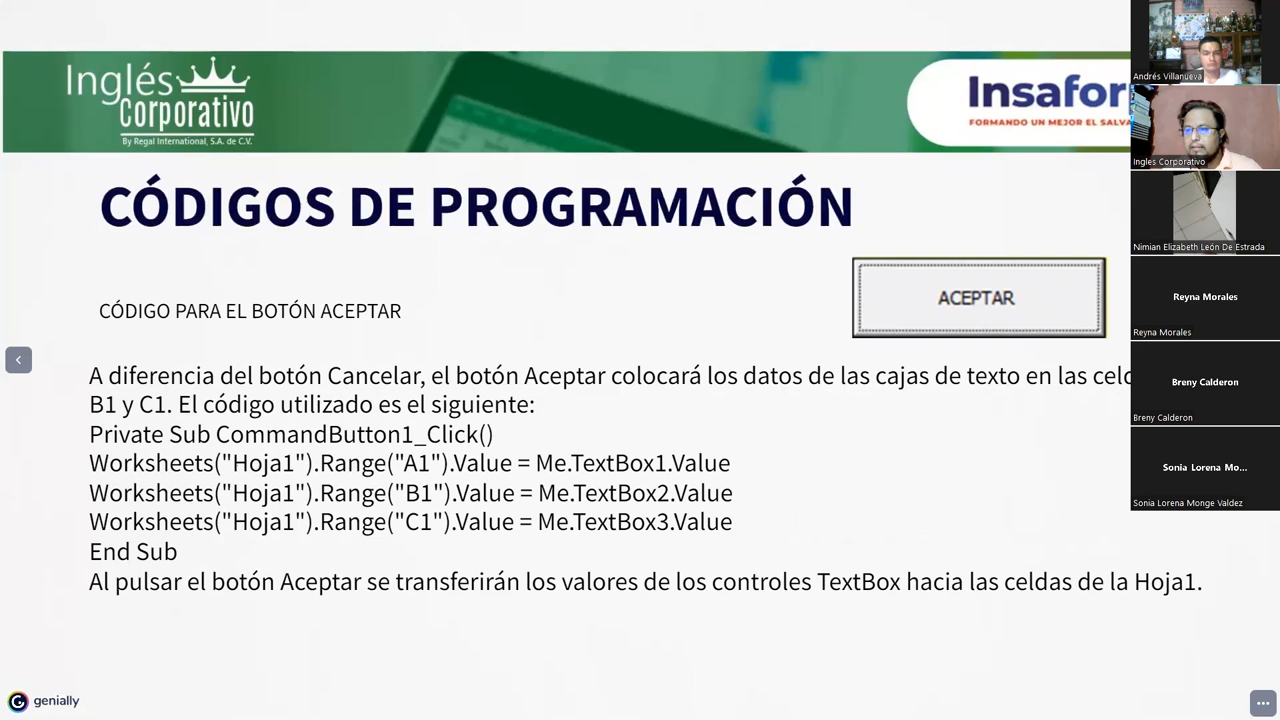 Inglés
Corporativo
By Regal International, S.A. de C.V.
Insafor
FORMANDO UN MEJOR EL
CÓDIGOS DE PROGRAMACIÓN
ACEPTAR
CÓDIGO PARA EL BOTÓN ACEPTAR
A diferencia del botón Cancelar, el botón Aceptar colocará los datos de las cajas de texto en las
B1 y C1. El código utilizado es el siguiente:
Private Sub CommandButton1_Click()
Worksheets("Hoja1").Range("A1").Value = Me.TextBox1.Value
Worksheets("Hoja1").Range("B1").Value = Me.TextBox2.Value
Worksheets("Hoja1").Range("C1").Value = Me.TextBox3.Value
End Sub
Al pulsar el botón Aceptar se transferirán los valores de los controles TextBox hacia las celdas de la Hoja1.
genially
Andrés Villanueva
Ingles Corporativo
Nimian Elizabeth León De Estrada
Reyna Morales
Reyna Morales
Breny Calderon
Breny Calderon
Sonia Lorena Mo...
Sonia Lorena Monge Valdez